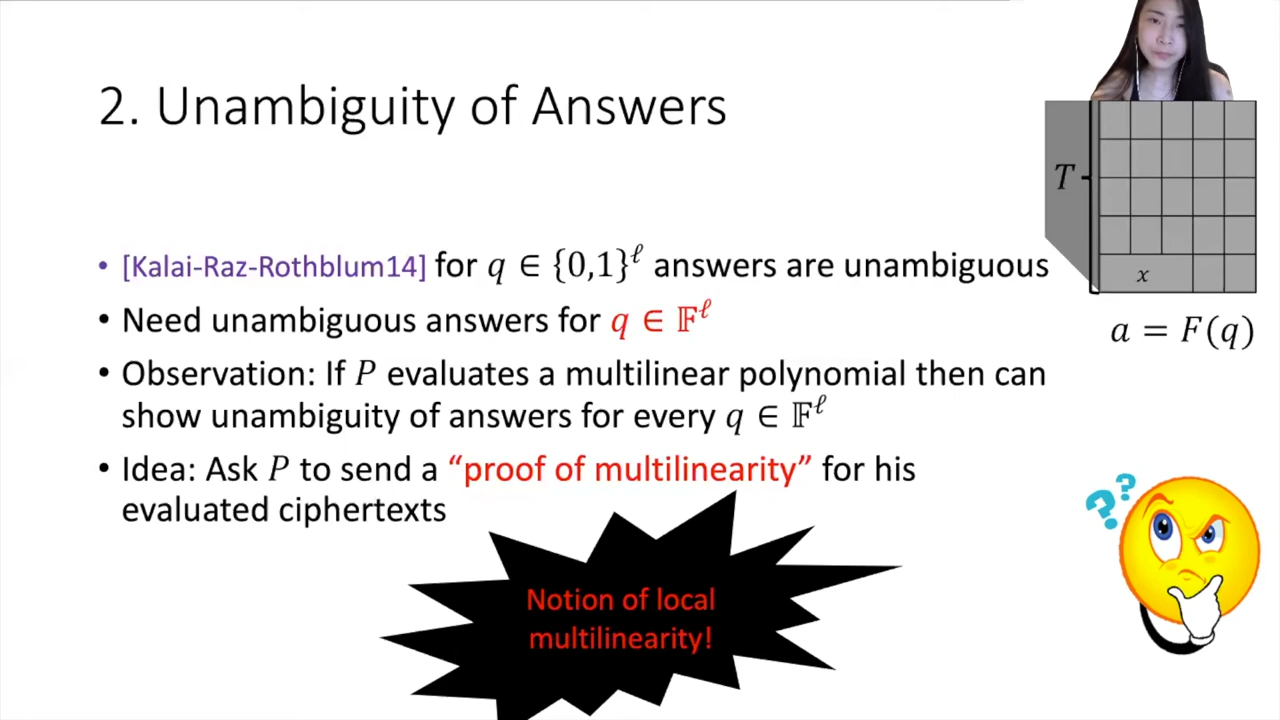 2. Unambiguity of Answers
• [Kalai-Raz-Rothblum14] for q ∈ {0,1}^ℓ answers are unambiguous
• Need unambiguous answers for q ∈ 𝔽^ℓ
• Observation: If P evaluates a multilinear polynomial then can
show unambiguity of answers for every q ∈ 𝔽^ℓ
• Idea: Ask P to send a “proof of multilinearity” for his
evaluated ciphertexts
Notion of local
multilinearity!
T
x
a = F(q)
??